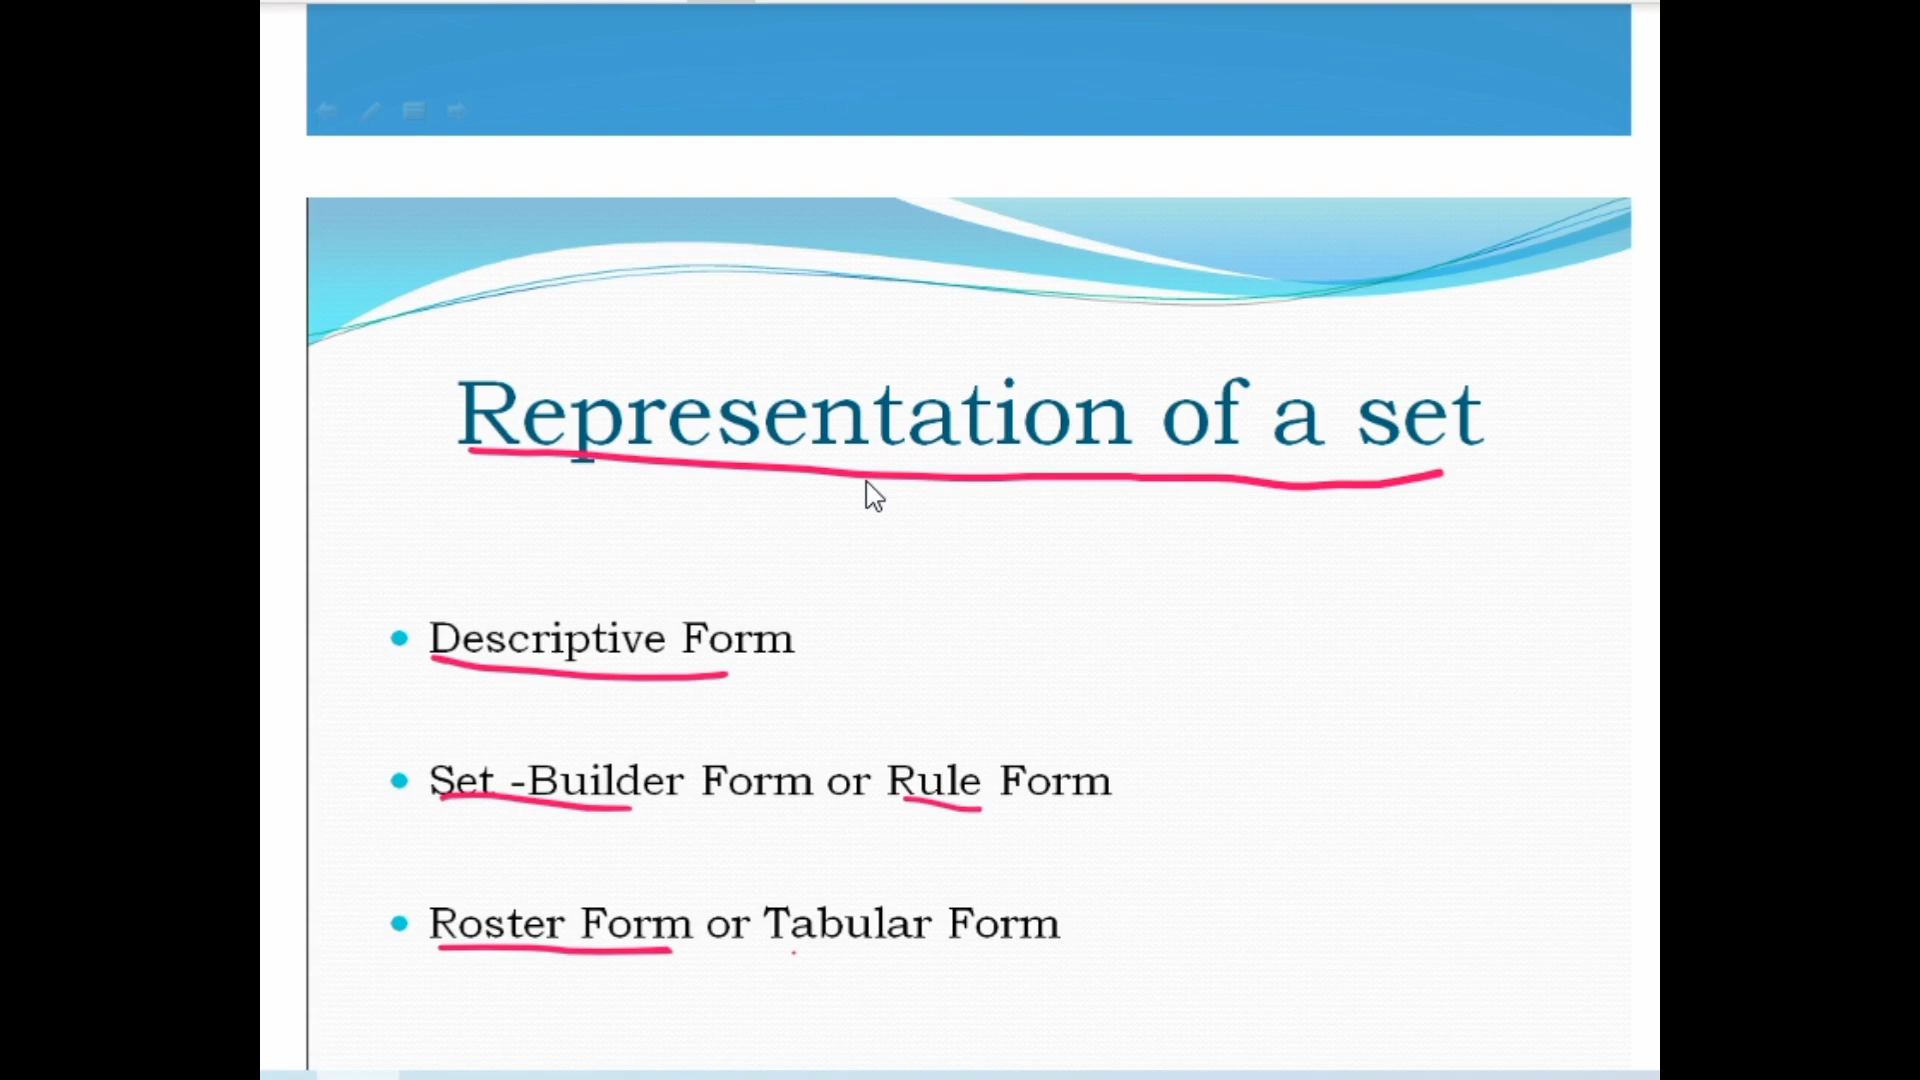 Representation of a set
Descriptive Form
Set -Builder Form or Rule Form
Roster Form or Tabular Form